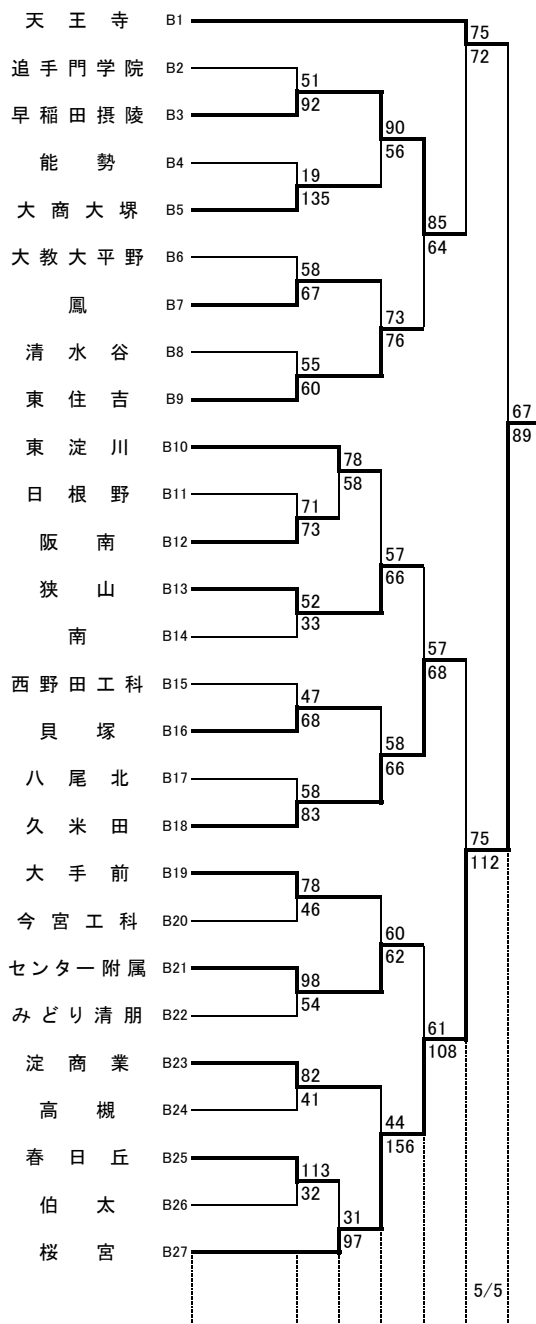 天王寺 B1
75
72
追手門学院 B2
51
92
早稲田摂陵 B3
90
56
能勢 B4
19
135
大商大堺 B5
85
64
大教大平野 B6
58
67
鳳 B7
73
76
清水谷 B8
55
60
東住吉 B9
67
89
東淀川 B10
78
58
日根野 B11
71
73
阪南 B12
57
66
狭山 B13
52
33
南 B14
57
68
西野田工科 B15
47
68
貝塚 B16
58
66
八尾北 B17
58
83
久米田 B18
75
112
大手前 B19
78
46
今宮工科 B20
60
62
センター附属 B21
98
54
みどり清朋 B22
61
108
淀商業 B23
82
41
高槻 B24
44
156
春日丘 B25
113
32
伯太 B26
31
97
桜宮 B27
5/5